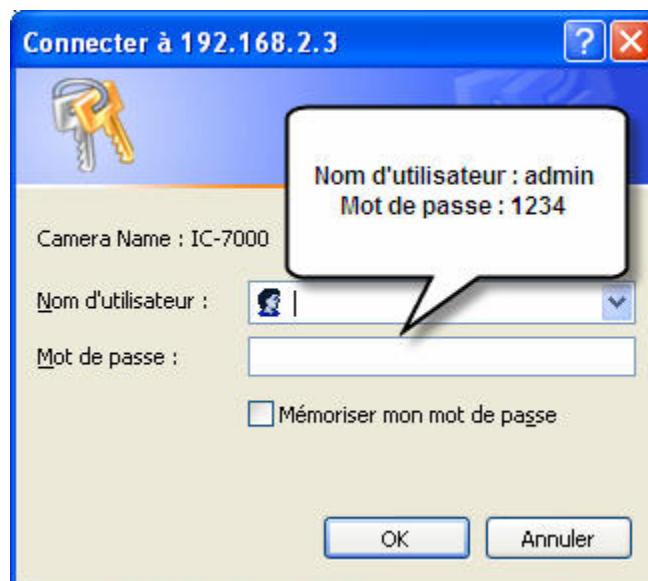 Connecter à 192.168.2.3
Nom d'utilisateur : admin
Mot de passe : 1234
Camera Name : IC-7000
Nom d'utilisateur :
Mot de passe :
Mémoriser mon mot de passe
OK
Annuler